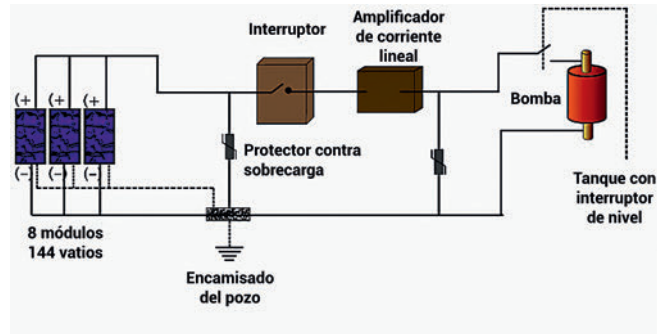 Interruptor
Amplificador
de corriente
lineal
(+
(+
(+
Bomba
Protector contra
sobrecarga
(−)
(−)
(−)
Tanque con
interruptor
de nivel
8 módulos
144 vatios
Encamisado
del pozo